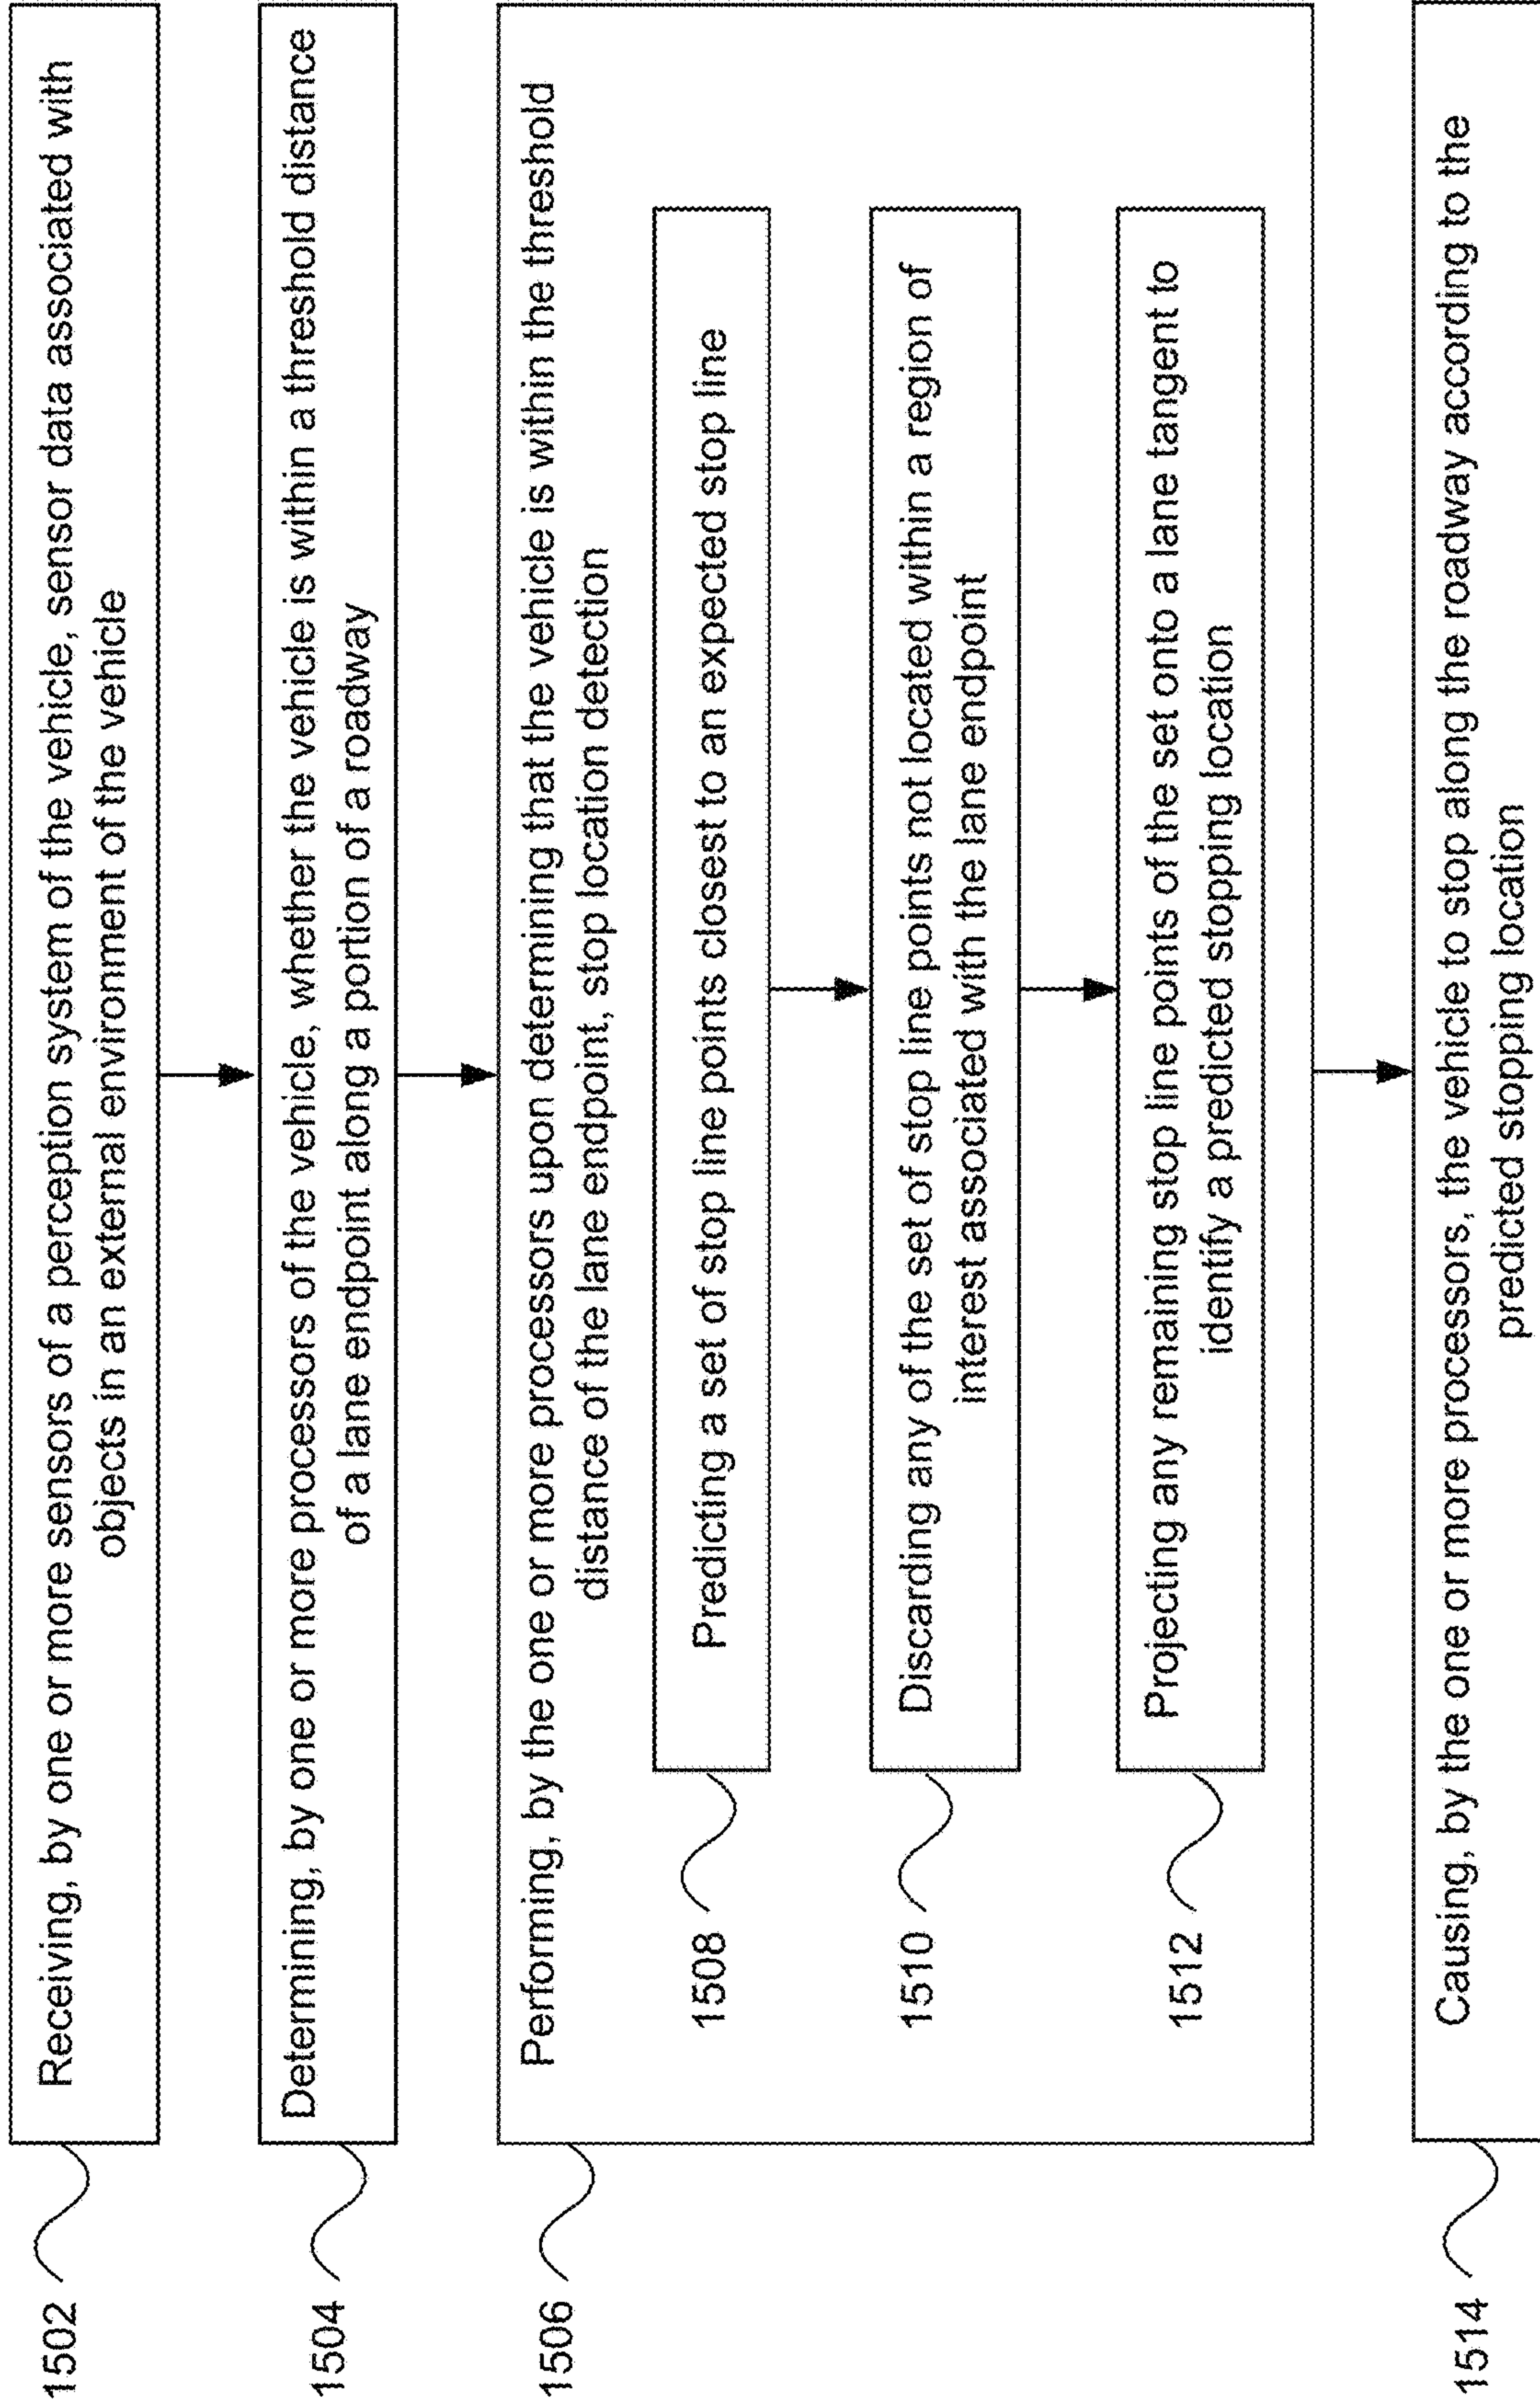 1502
Receiving, by one or more sensors of a perception system of the vehicle, sensor data associated with
objects in an external environment of the vehicle
1504
Determining, by one or more processors of the vehicle, whether the vehicle is within a threshold distance
of a lane endpoint along a portion of a roadway
1506
Performing, by the one or more processors upon determining that the vehicle is within the threshold
distance of the lane endpoint, stop location detection
1508
Predicting a set of stop line points closest to an expected stop line
1510
Discarding any of the set of stop line points not located within a region of
interest associated with the lane endpoint
1512
Projecting any remaining stop line points of the set onto a lane tangent to
identify a predicted stopping location
1514
Causing, by the one or more processors, the vehicle to stop along the roadway according to the
predicted stopping location